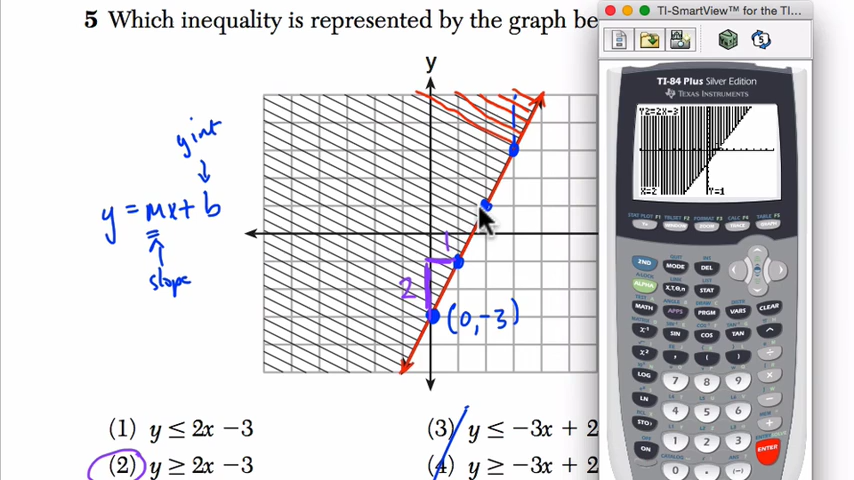 5 Which inequality is represented by the graph be
TI-SmartView™ for the TI...
y
TI-84 Plus Silver Edition
TEXAS INSTRUMENTS
Y2=2X-3
X=2 Y=1
y int
y = mx + b
slope
1
2
(0,-3)
STAT PLOT F1 TBLSET F2 FORMAT F3 CALC F4 TABLE F5
Y= WINDOW ZOOM TRACE GRAPH
2ND MODE DEL
ALPHA X,T,θ,n STAT
MATH APPS PRGM VARS CLEAR
X⁻¹ SIN COS TAN ^
X² , ( ) ÷
LOG 7 8 9 ×
LN 4 5 6 −
STO› 1 2 3 +
ON 0 . (−) ENTER
(1) y ≤ 2x −3
(2) y ≥ 2x −3
(3) y ≤ −3x + 2
(4) y ≥ −3x + 2